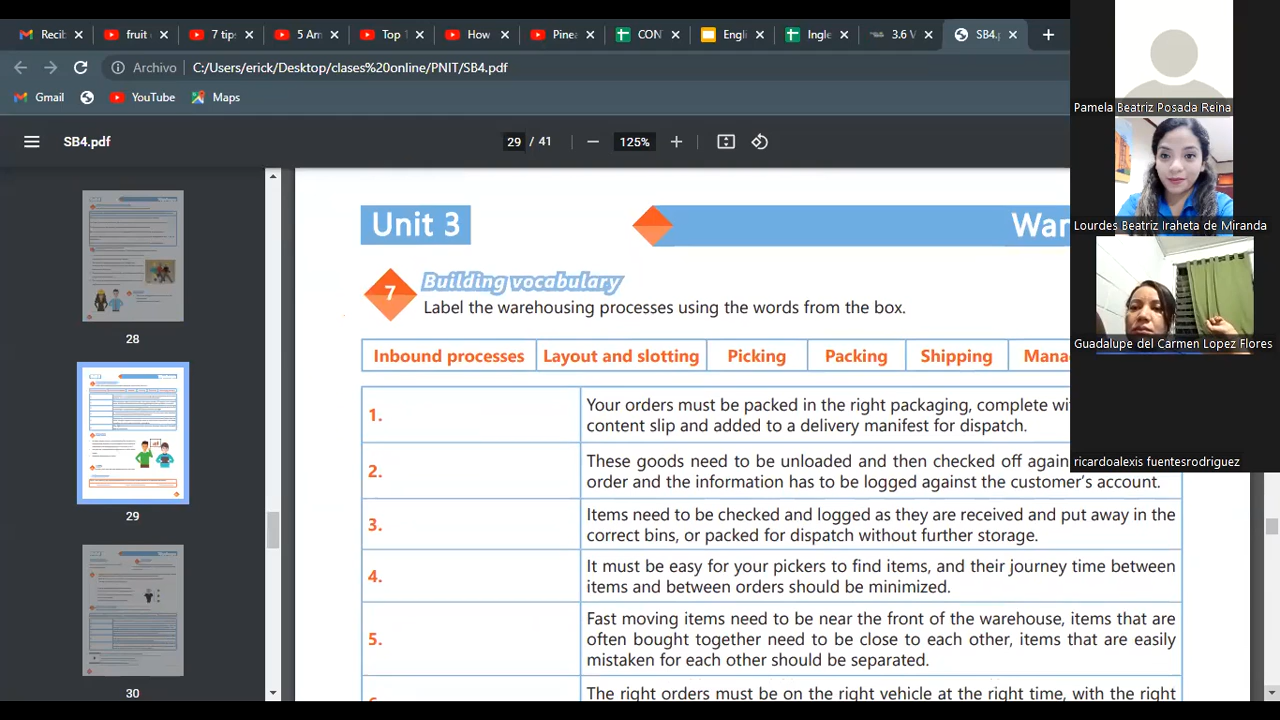 Recib
fruit
7 tip
5 Am
Top 1
How
Pinea
CON
Engli
Ingle
3.6 V
SB4.p
Archivo
C:/Users/erick/Desktop/clases%20online/PNIT/SB4.pdf
Gmail
YouTube
Maps
SB4.pdf
29 / 41
125%
28
29
30
Unit 3
War
7
Building vocabulary
Label the warehousing processes using the words from the box.
Inbound processes Layout and slotting Picking Packing Shipping Mana
1. Your orders must be packed in the right packaging, complete wi
content slip and added to a delivery manifest for dispatch.
2. These goods need to be unloaded and then checked off again
order and the information has to be logged against the customer's account.
3. Items need to be checked and logged as they are received and put away in the
correct bins, or packed for dispatch without further storage.
4. It must be easy for your pickers to find items, and their journey time between
items and between orders should be minimized.
5. Fast moving items need to be near the front of the warehouse, items that are
often bought together need to be close to each other, items that are easily
mistaken for each other should be separated.
The right orders must be on the right vehicle at the right time, with the right
Pamela Beatriz Posada Reina
Lourdes Beatriz Iraheta de Miranda
Guadalupe del Carmen Lopez Flores
ricardoalexis fuentesrodriguez